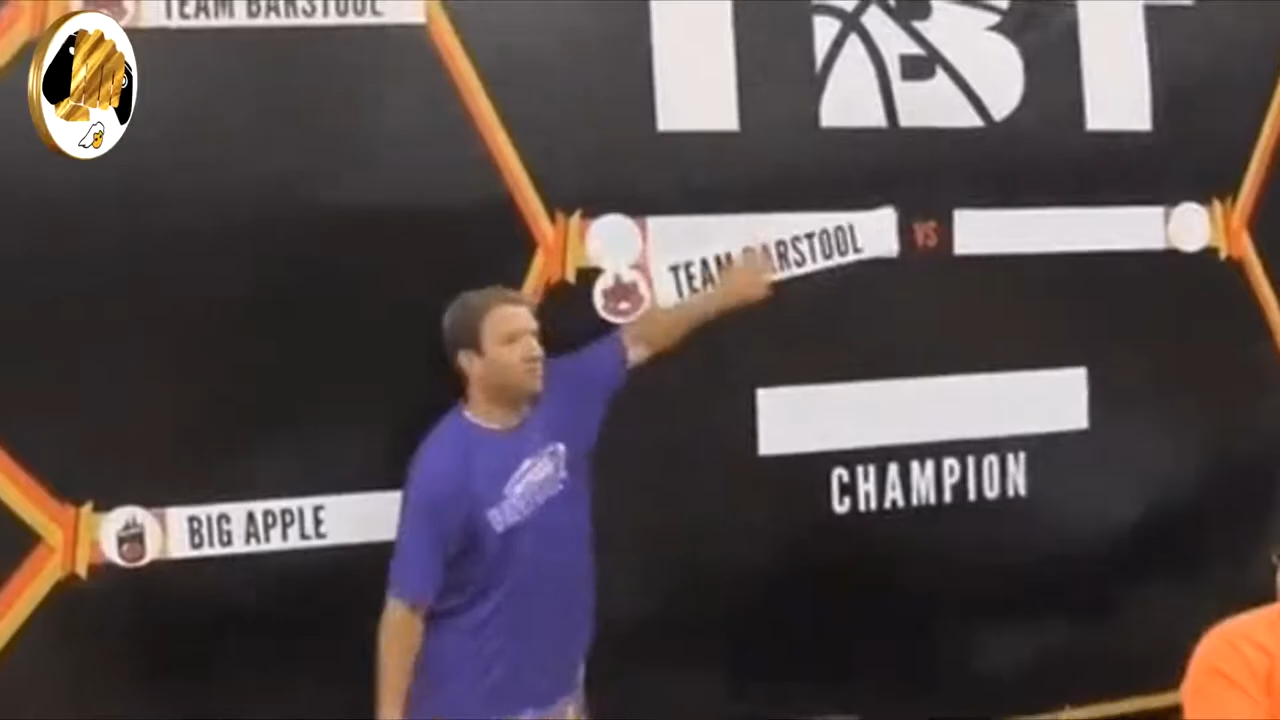 TEAM BARSTOOL
TBT
TEAM BARSTOOL
VS
BIG APPLE
CHAMPION